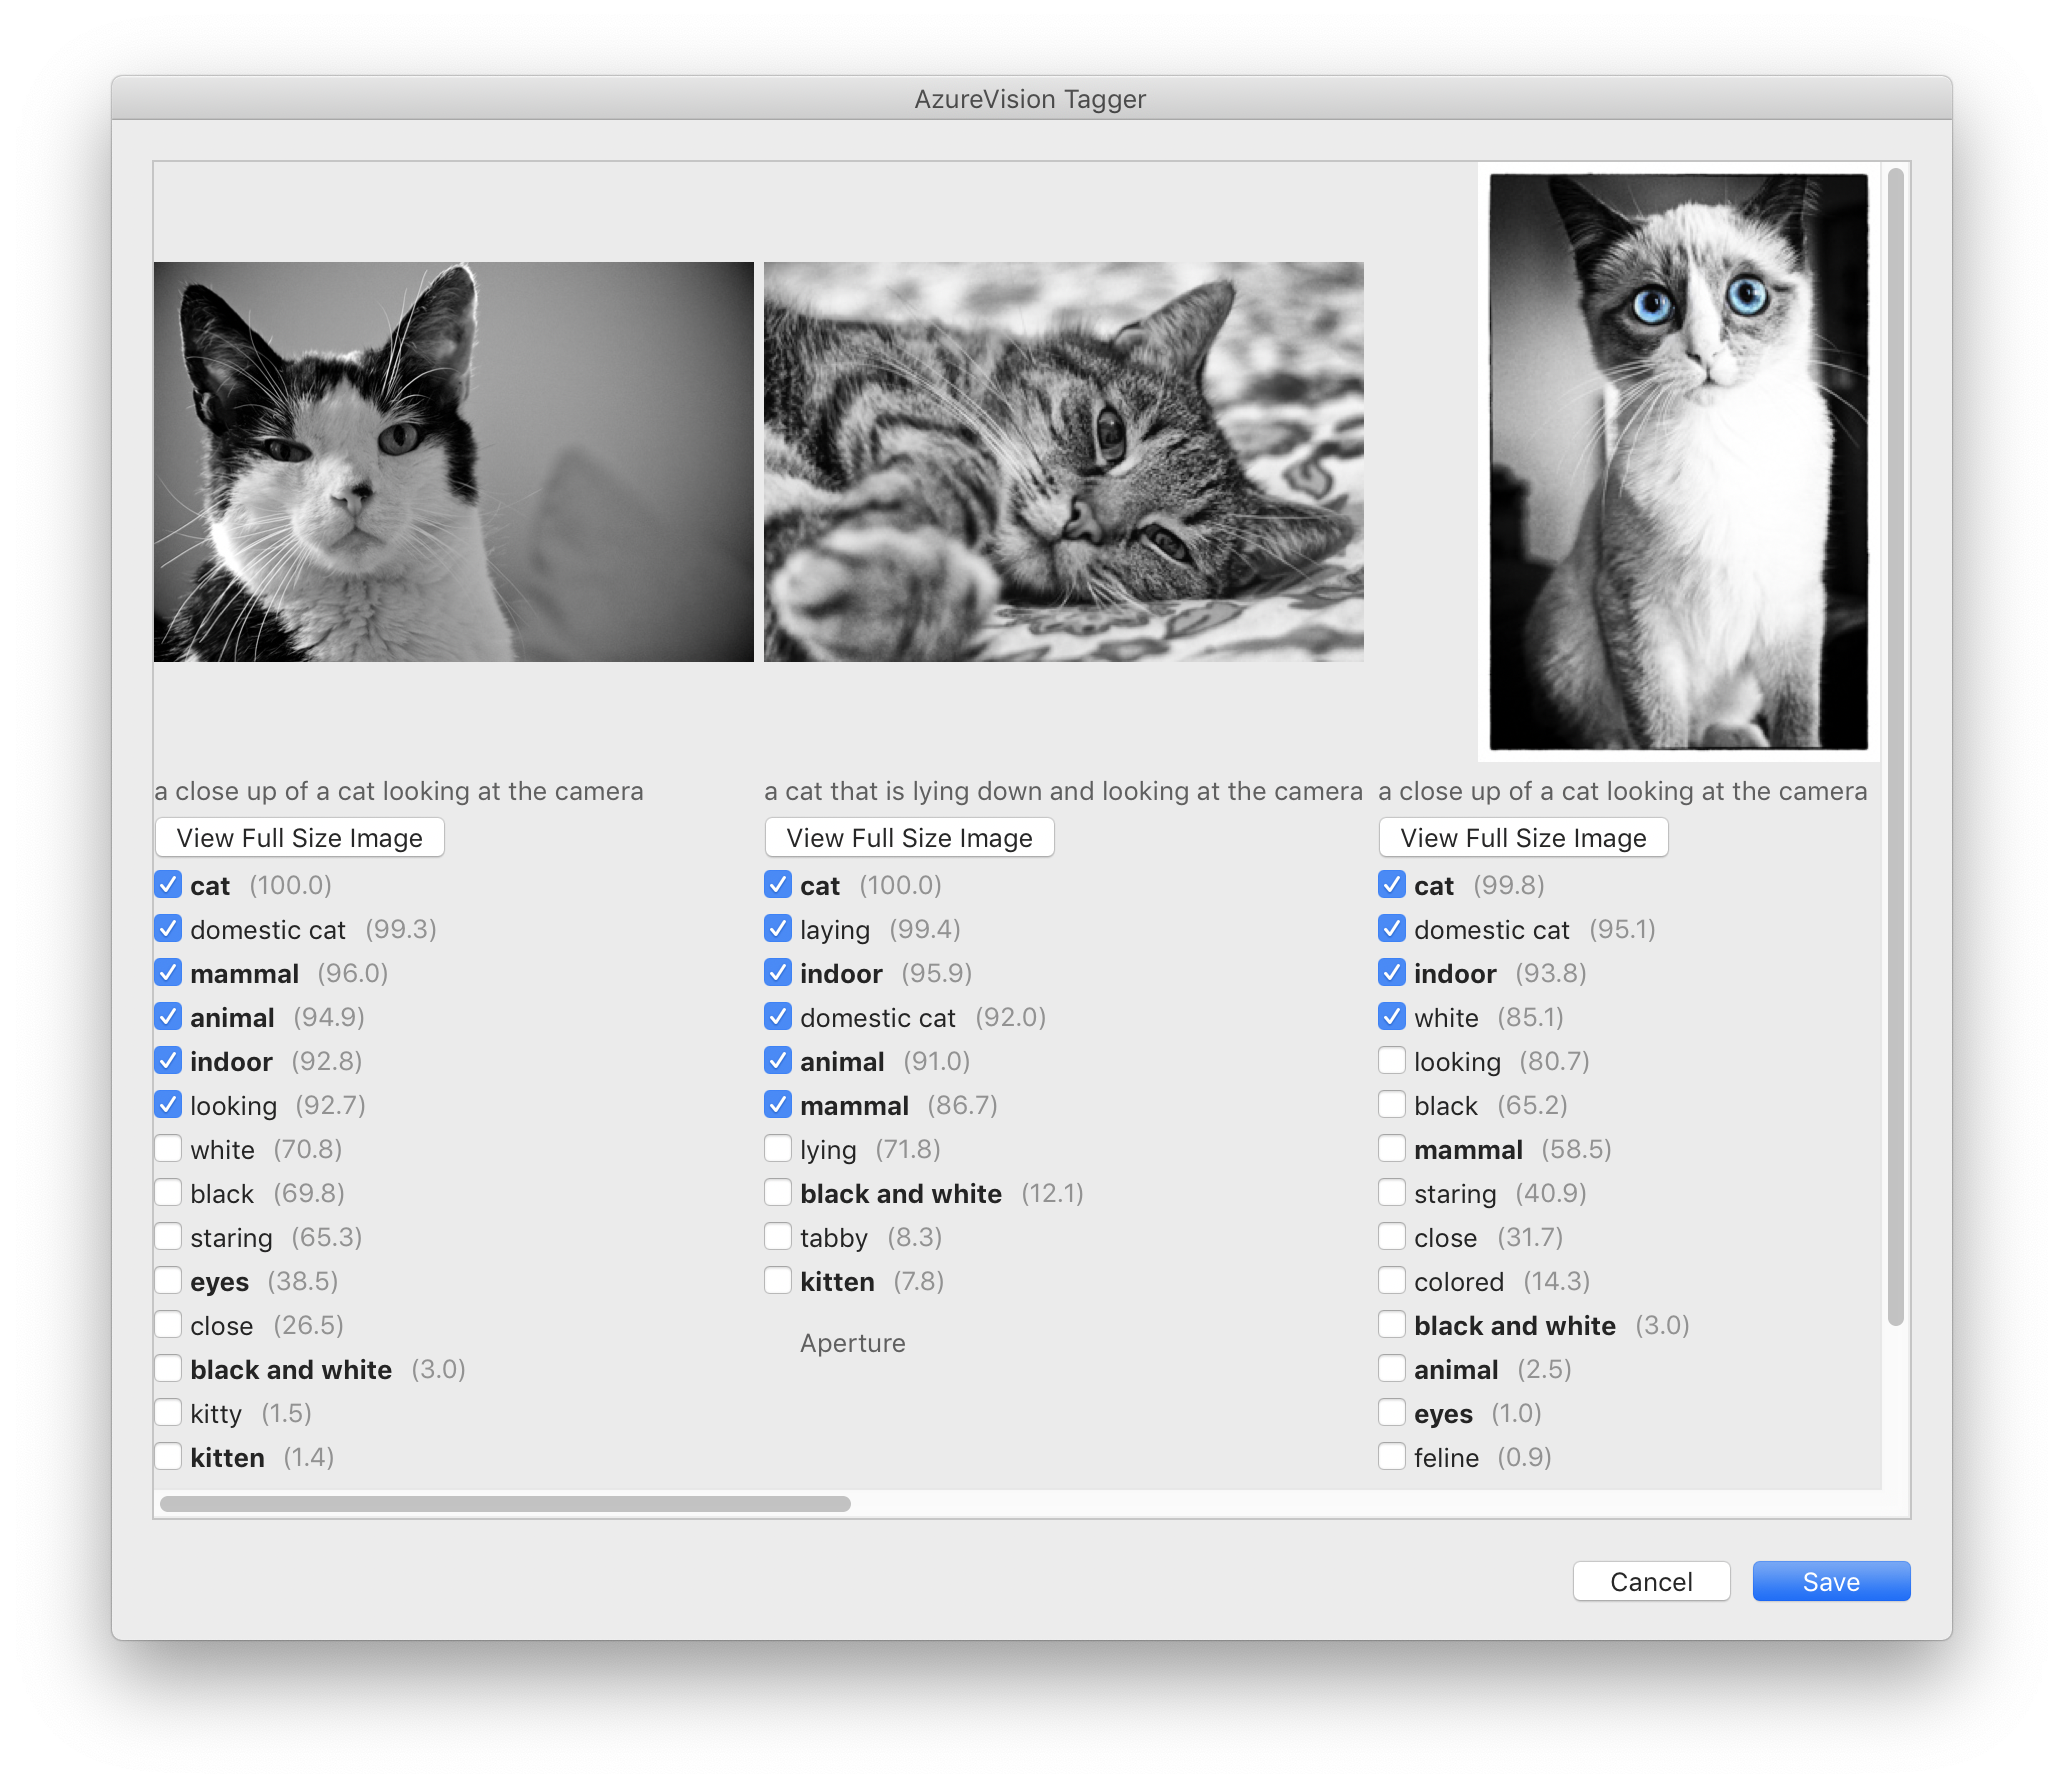 AzureVision Tagger
a close up of a cat looking at the camera
View Full Size Image
cat (100.0)
domestic cat (99.3)
mammal (96.0)
animal (94.9)
indoor (92.8)
looking (92.7)
white (70.8)
black (69.8)
staring (65.3)
eyes (38.5)
close (26.5)
black and white (3.0)
kitty (1.5)
kitten (1.4)
a cat that is lying down and looking at the camera
View Full Size Image
cat (100.0)
laying (99.4)
indoor (95.9)
domestic cat (92.0)
animal (91.0)
mammal (86.7)
lying (71.8)
black and white (12.1)
tabby (8.3)
kitten (7.8)
Aperture
a close up of a cat looking at the camera
View Full Size Image
cat (99.8)
domestic cat (95.1)
indoor (93.8)
white (85.1)
looking (80.7)
black (65.2)
mammal (58.5)
staring (40.9)
close (31.7)
colored (14.3)
black and white (3.0)
animal (2.5)
eyes (1.0)
feline (0.9)
Cancel
Save